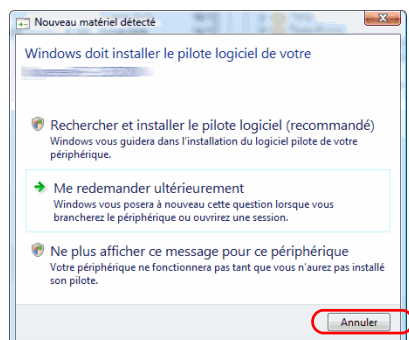 Nouveau matériel détecté
Windows doit installer le pilote logiciel de votre
Rechercher et installer le pilote logiciel (recommandé)
Windows vous guidera dans l'installation du logiciel pilote de votre
périphérique.
Me redemander ultérieurement
Windows vous posera à nouveau cette question lorsque vous
brancherez le périphérique ou ouvrirez une session.
Ne plus afficher ce message pour ce périphérique
Votre périphérique ne fonctionnera pas tant que vous n'aurez pas installé
son pilote.
Annuler